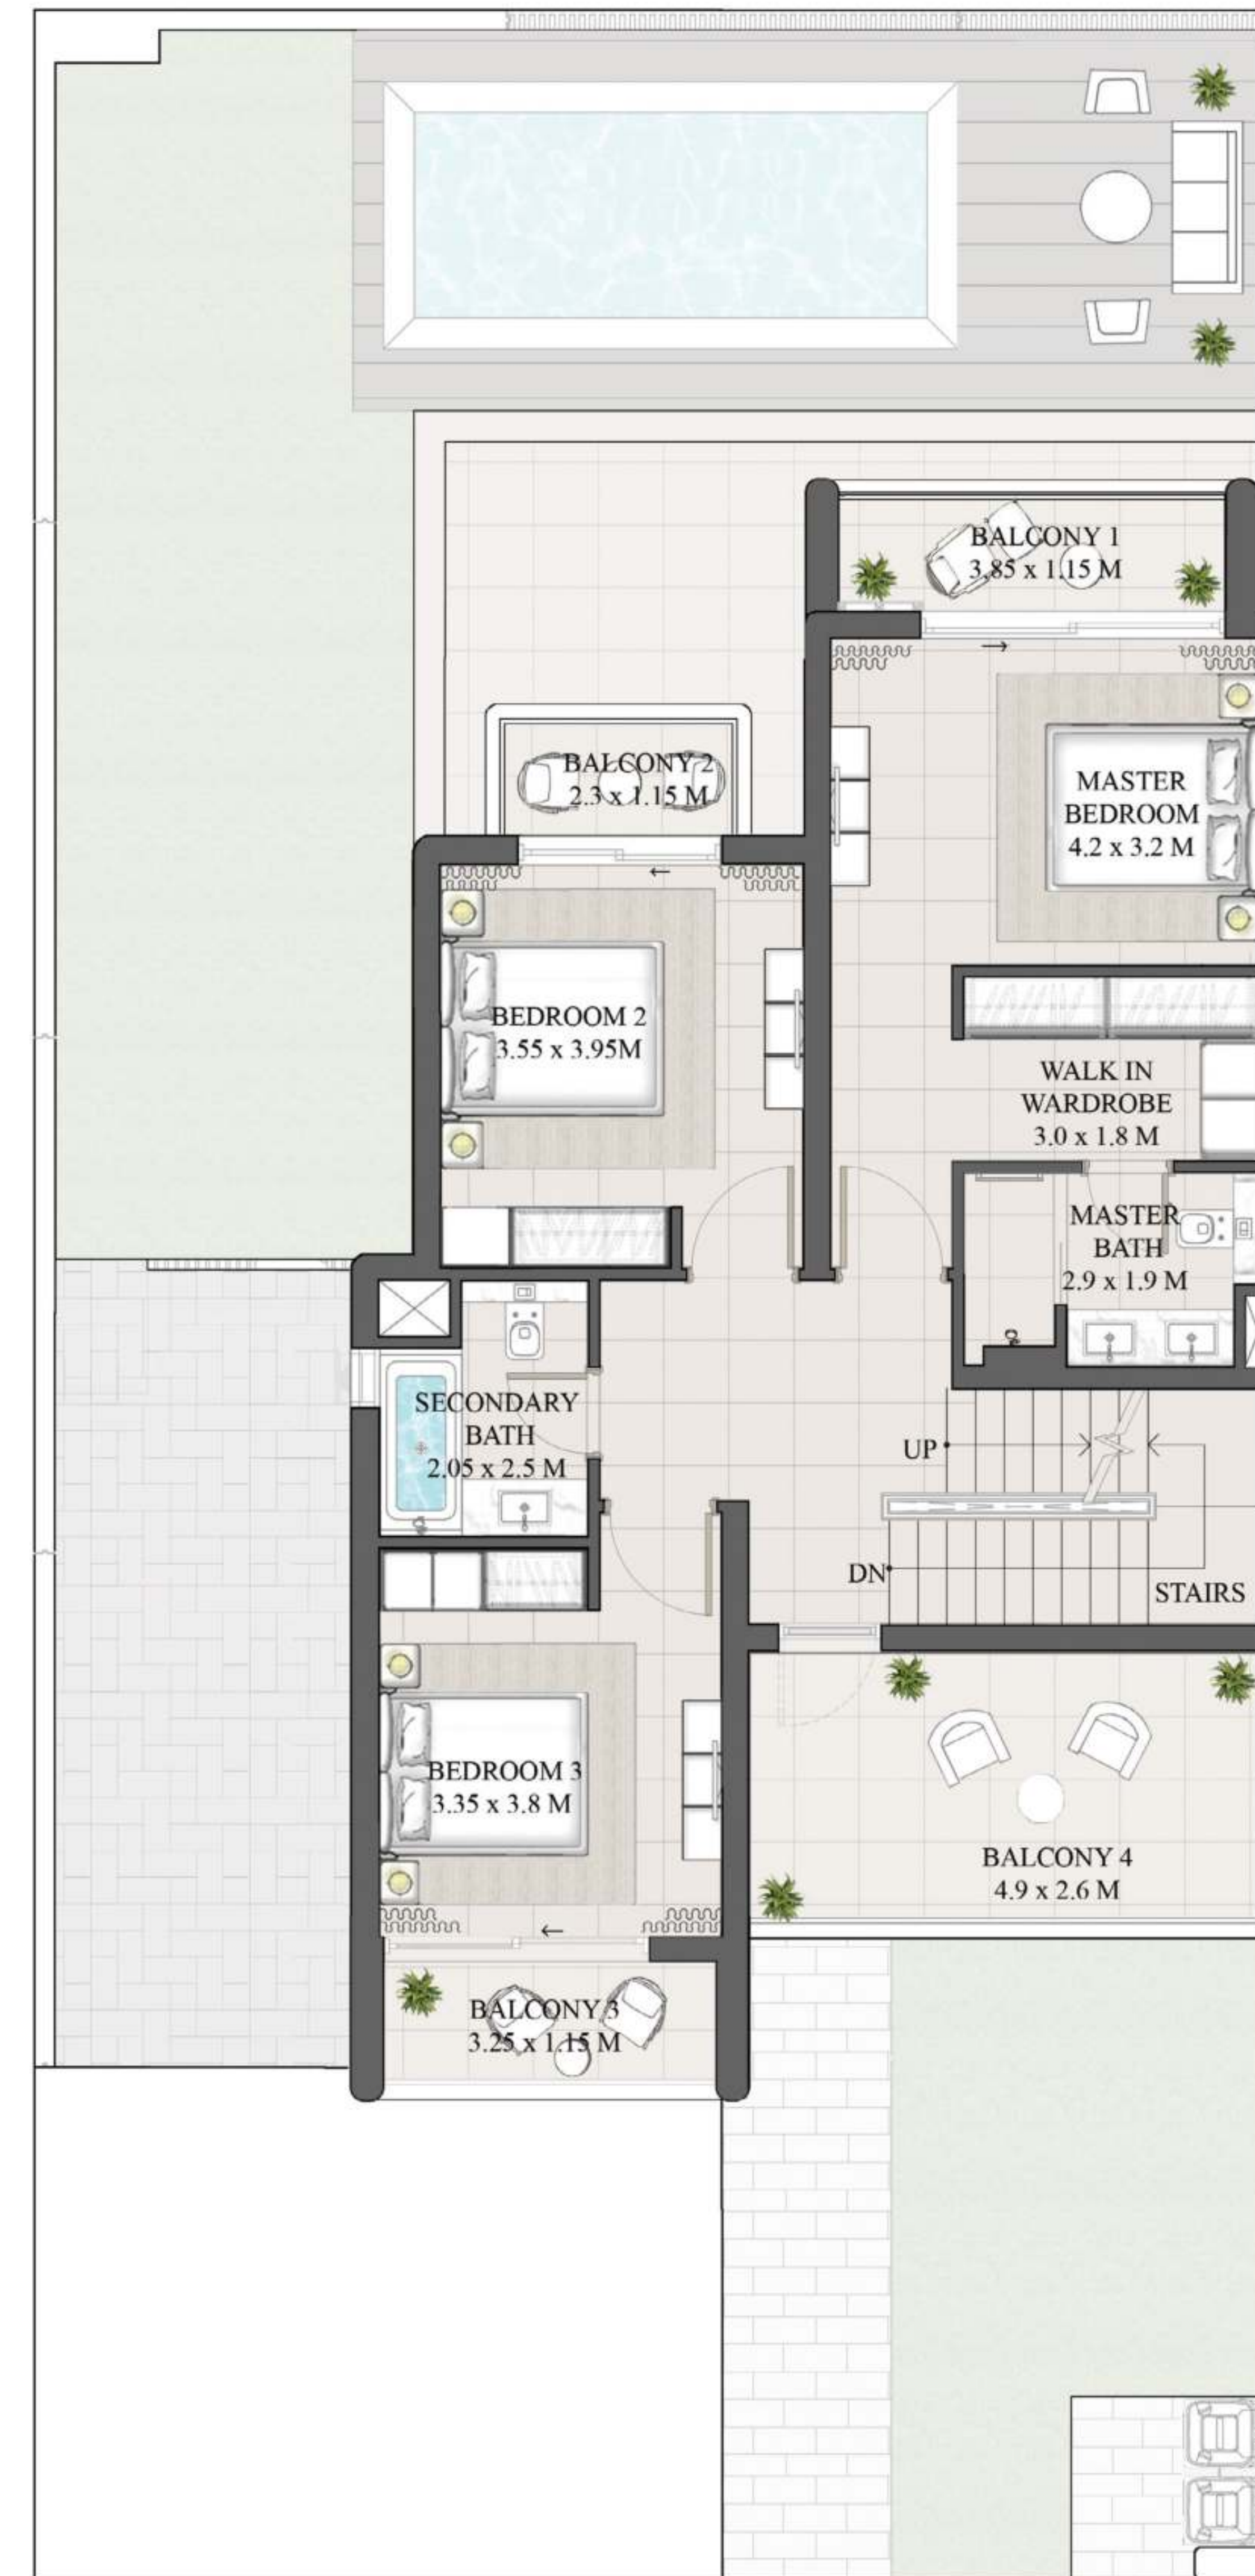 BALCONY 1
3.85 x 1.15 M
BALCONY 2
2.3 x 1.15 M
MASTER
BEDROOM
4.2 x 3.2 M
BEDROOM 2
3.55 x 3.95M
WALK IN
WARDROBE
3.0 x 1.8 M
MASTER
BATH
2.9 x 1.9 M
SECONDARY
BATH
2.05 x 2.5 M
UP
DN
STAIRS
BEDROOM 3
3.35 x 3.8 M
BALCONY 4
4.9 x 2.6 M
BALCONY 3
3.25 x 1.15 M